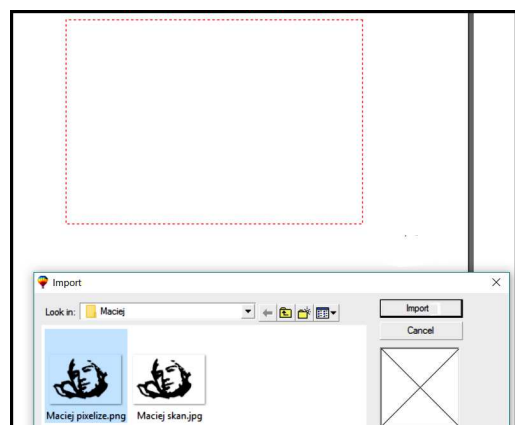 Import
Look in: Maciej
Import
Cancel
Maciej pixelize.png Maciej skan.jpg